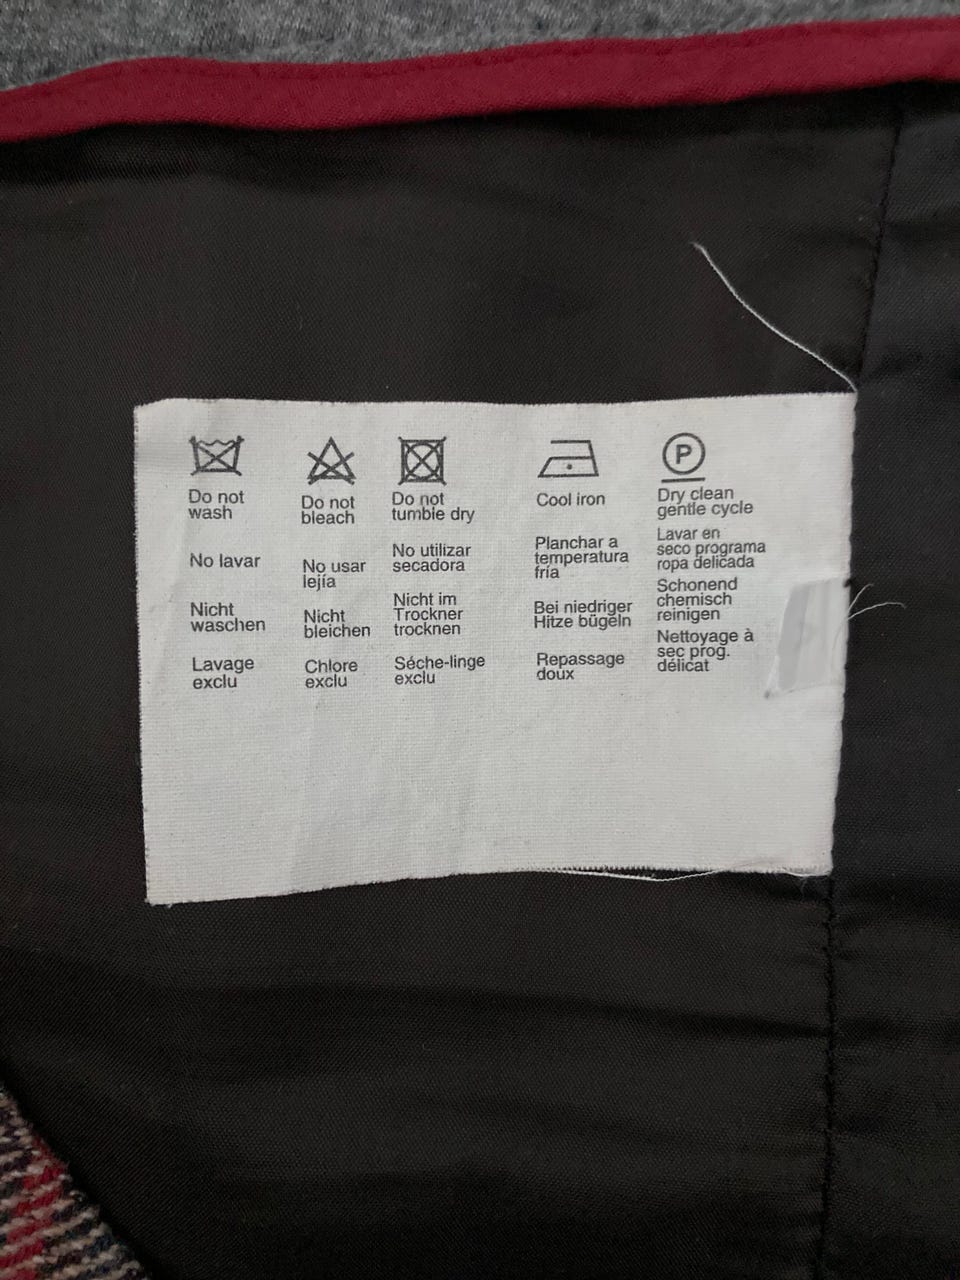 P
Do not
wash
No lavar
Nicht
waschen
Lavage
exclu
Do not
bleach
No usar
lejía
Nicht
bleichen
Chlore
exclu
Do not
tumble dry
No utilizar
secadora
Nicht im
Trockner
trocknen
Séche-linge
exclu
Cool iron
Planchar a
temperatura
fría
Bei niedriger
Hitze bügeln
Repassage
doux
Dry clean
gentle cycle
Lavar en
seco programa
ropa delicada
Schonend
chemisch
reinigen
Nettoyage à
sec prog.
délicat